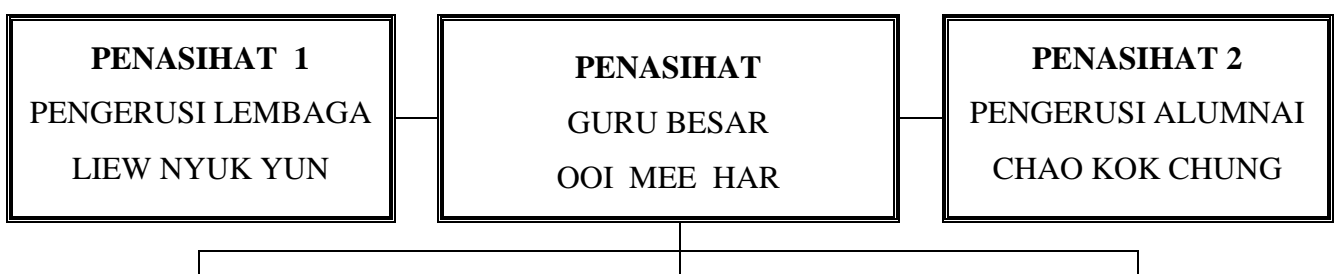 PENASIHAT 1
PENGERUSI LEMBAGA
LIEW NYUK YUN
PENASIHAT
GURU BESAR
OOI MEE HAR
PENASIHAT 2
PENGERUSI ALUMNAI
CHAO KOK CHUNG